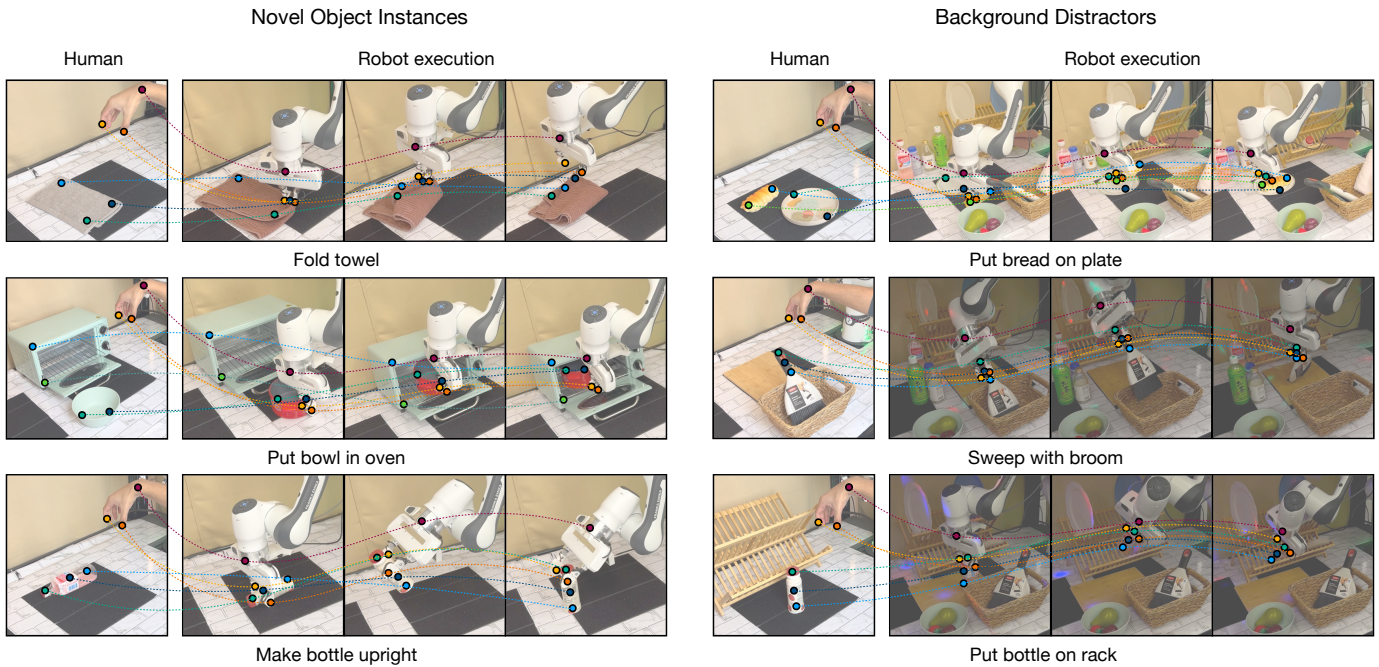 Novel Object Instances
Background Distractors
Human
Robot execution
Human
Robot execution
Fold towel
Put bread on plate
Put bowl in oven
Sweep with broom
Make bottle upright
Put bottle on rack